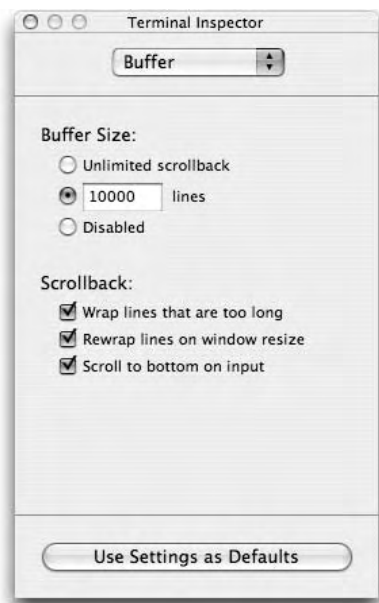 Terminal Inspector
Buffer
Buffer Size:
Unlimited scrollback
10000 lines
Disabled
Scrollback:
Wrap lines that are too long
Rewrap lines on window resize
Scroll to bottom on input
Use Settings as Defaults